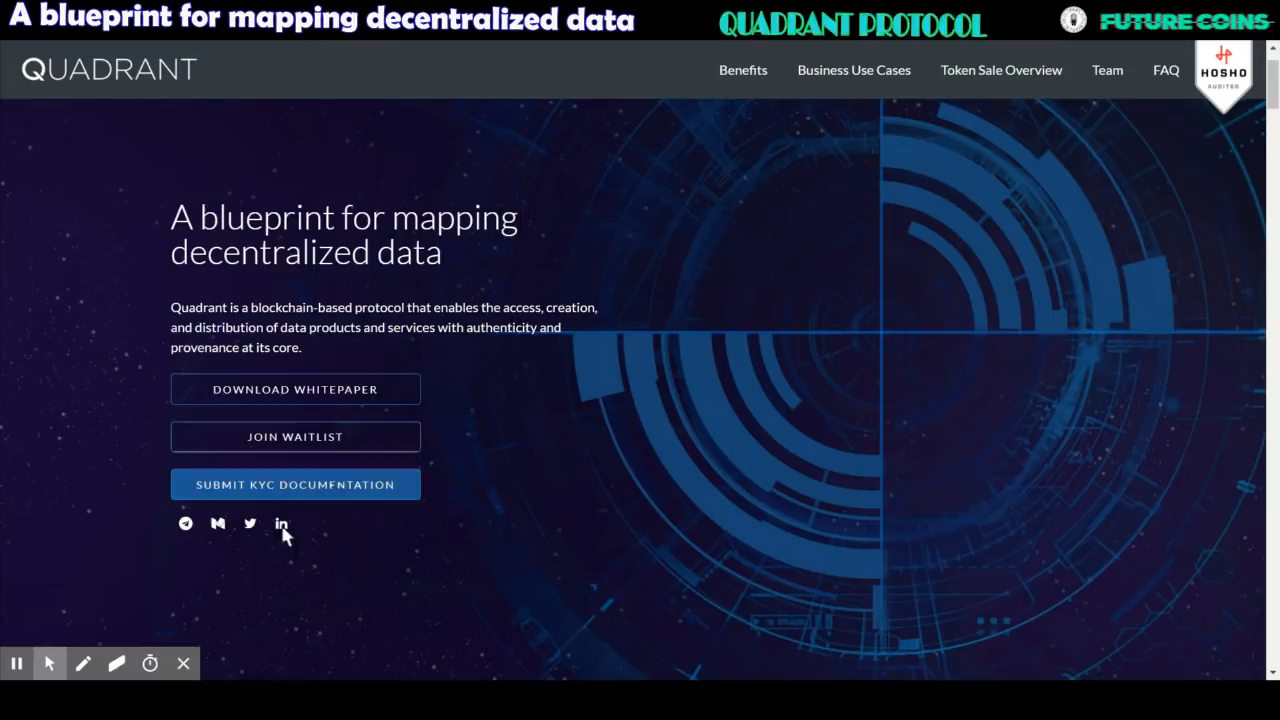 A blueprint for mapping decentralized data
QUADRANT PROTOCOL
FUTURE COINS
QUADRANT
Benefits
Business Use Cases
Token Sale Overview
Team
FAQ
HOSHO
AUDITED
A blueprint for mapping
decentralized data
Quadrant is a blockchain-based protocol that enables the access, creation,
and distribution of data products and services with authenticity and
provenance at its core.
DOWNLOAD WHITEPAPER
JOIN WAITLIST
SUBMIT KYC DOCUMENTATION
in